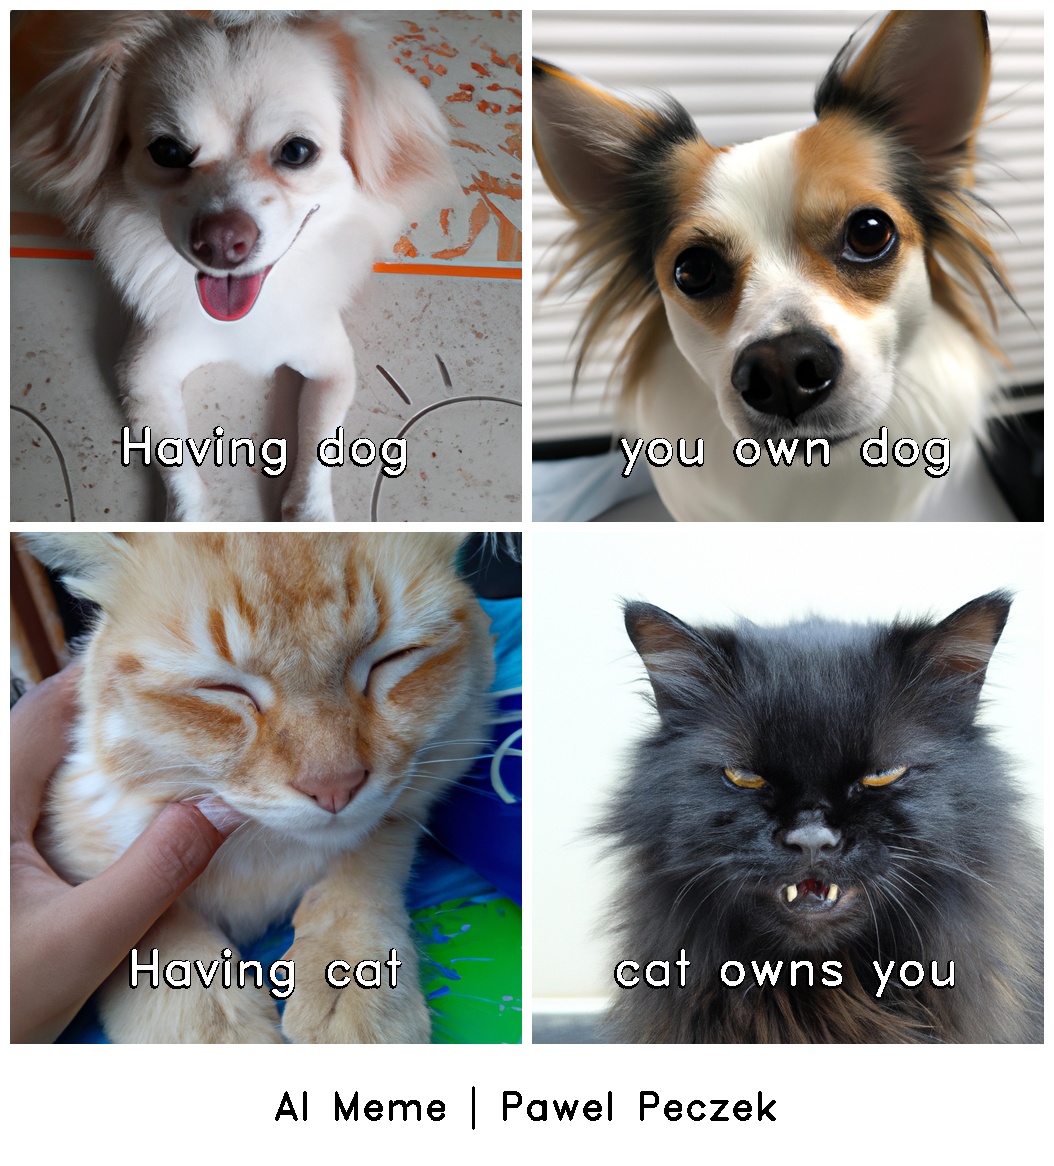 Having dog
you own dog
Having cat
cat owns you
AI Meme | Pawel Peczek